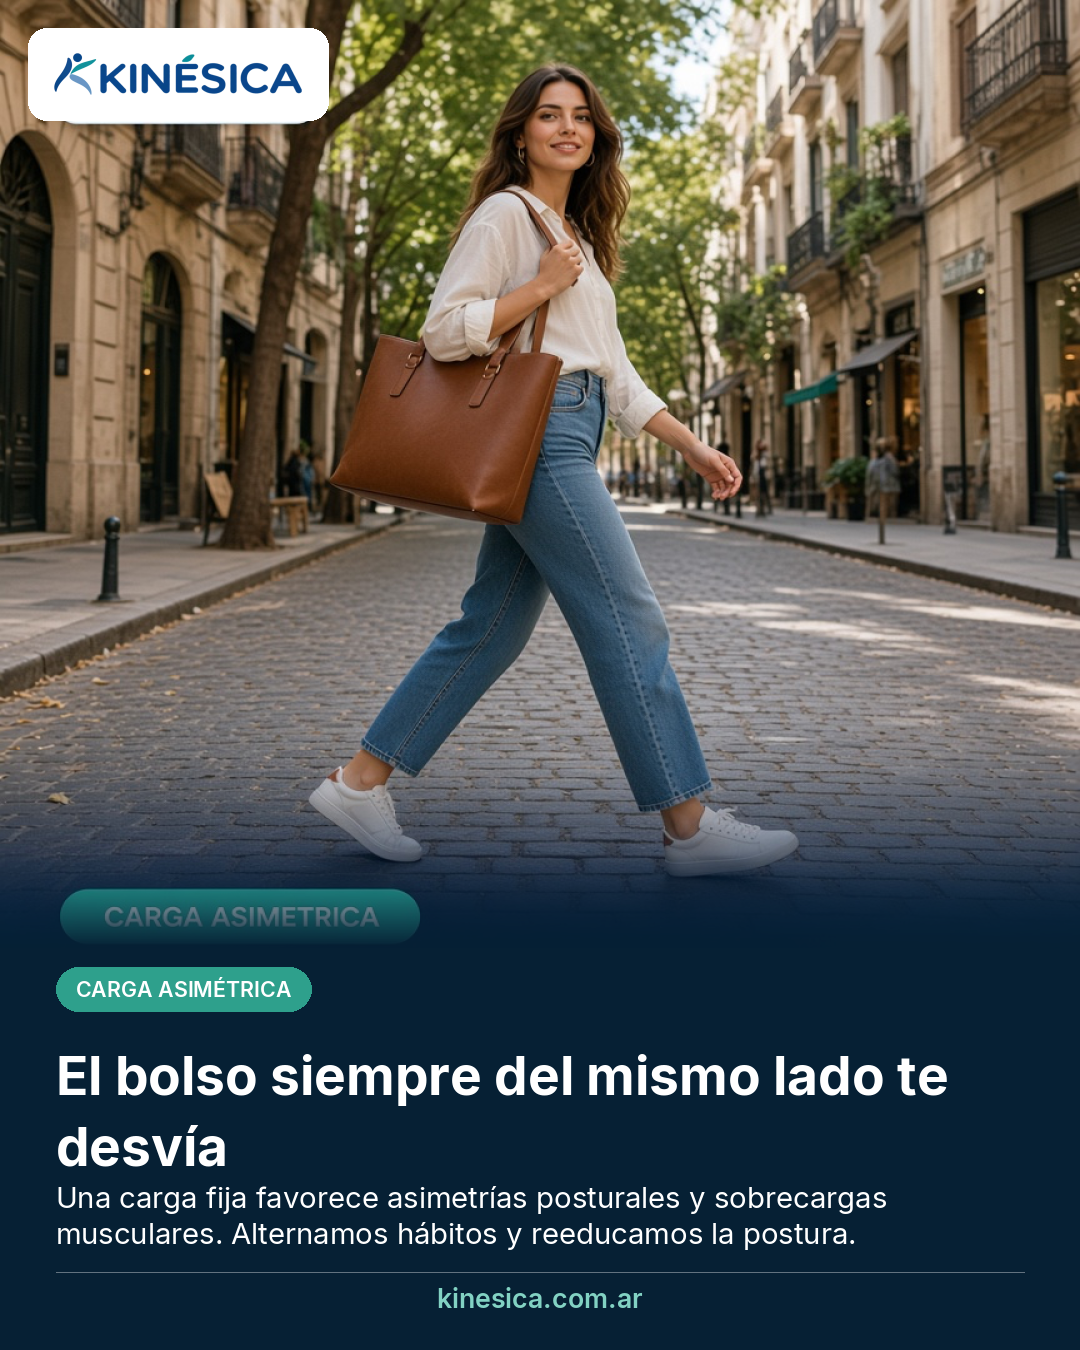 KINÉSICA
CARGA ASIMETRICA
CARGA ASIMÉTRICA
El bolso siempre del mismo lado te
desvía
Una carga fija favorece asimetrías posturales y sobrecargas
musculares. Alternamos hábitos y reeducamos la postura.
kinesica.com.ar